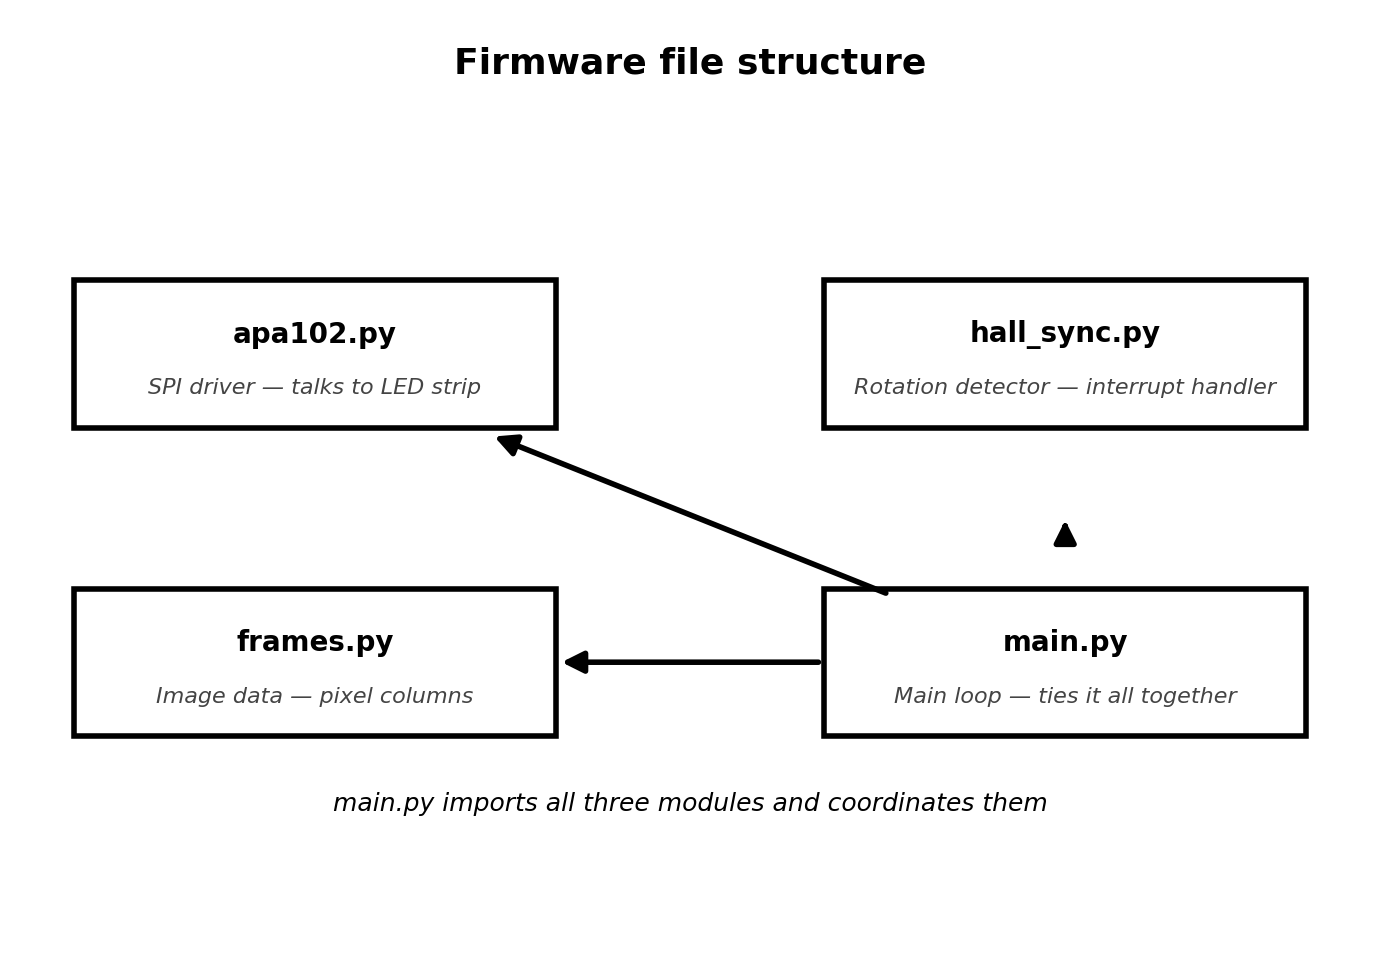 Firmware file structure
apa102.py
SPI driver — talks to LED strip
hall_sync.py
Rotation detector — interrupt handler
frames.py
Image data — pixel columns
main.py
Main loop — ties it all together
main.py imports all three modules and coordinates them